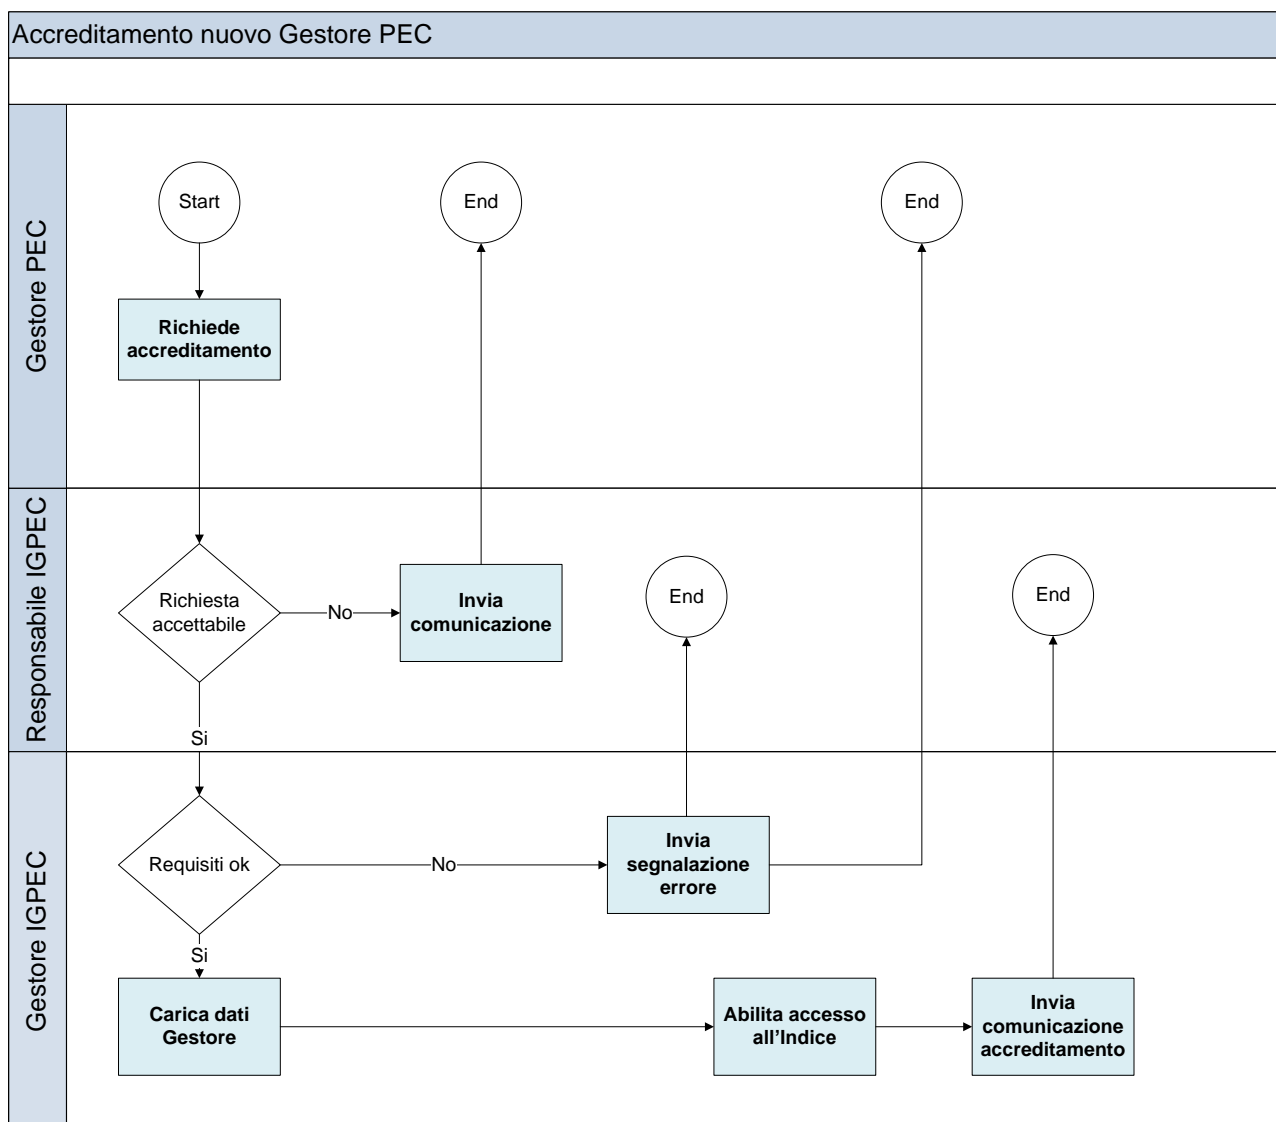 Accreditamento nuovo Gestore PEC
Gestore PEC
Start
End
End
Richiede
accreditamento
Responsabile IGPEC
Richiesta
accettabile
No
Invia
comunicazione
End
End
Si
Gestore IGPEC
Requisiti ok
No
Invia
segnalazione
errore
Si
Carica dati
Gestore
Abilita accesso
all’Indice
Invia
comunicazione
accreditamento